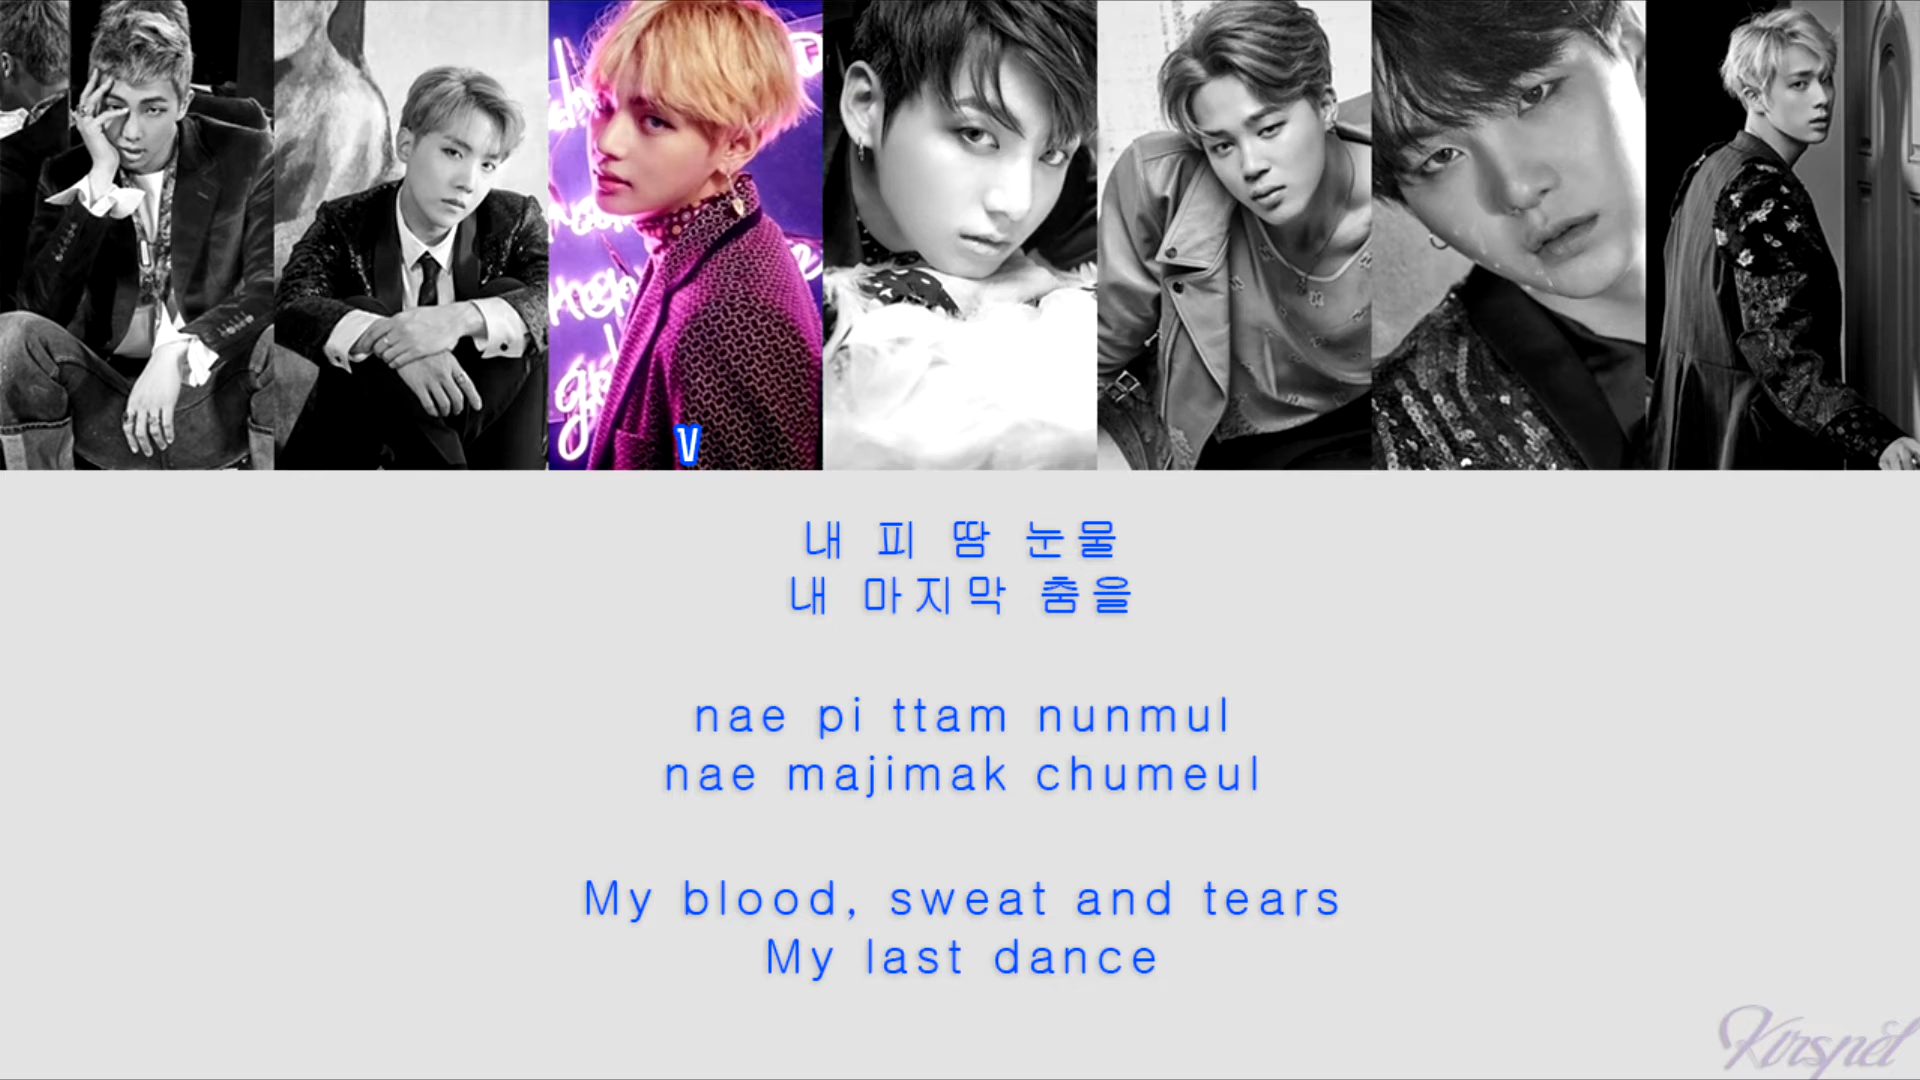 V
내 피 땀 눈물
내 마지막 춤을
nae pi ttam nunmul
nae majimak chumeul
My blood, sweat and tears
My last dance
Kirspel